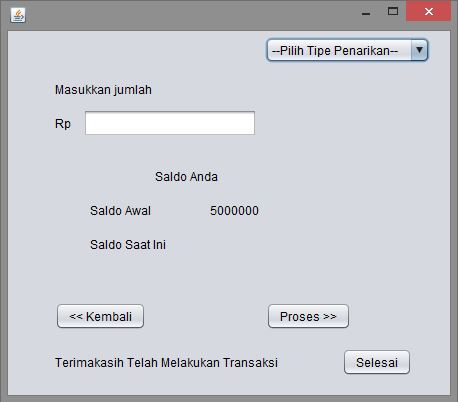 --Pilih Tipe Penarikan--
Masukkan jumlah
Rp
Saldo Anda
Saldo Awal 5000000
Saldo Saat Ini
<< Kembali Proses >>
Terimakasih Telah Melakukan Transaksi Selesai